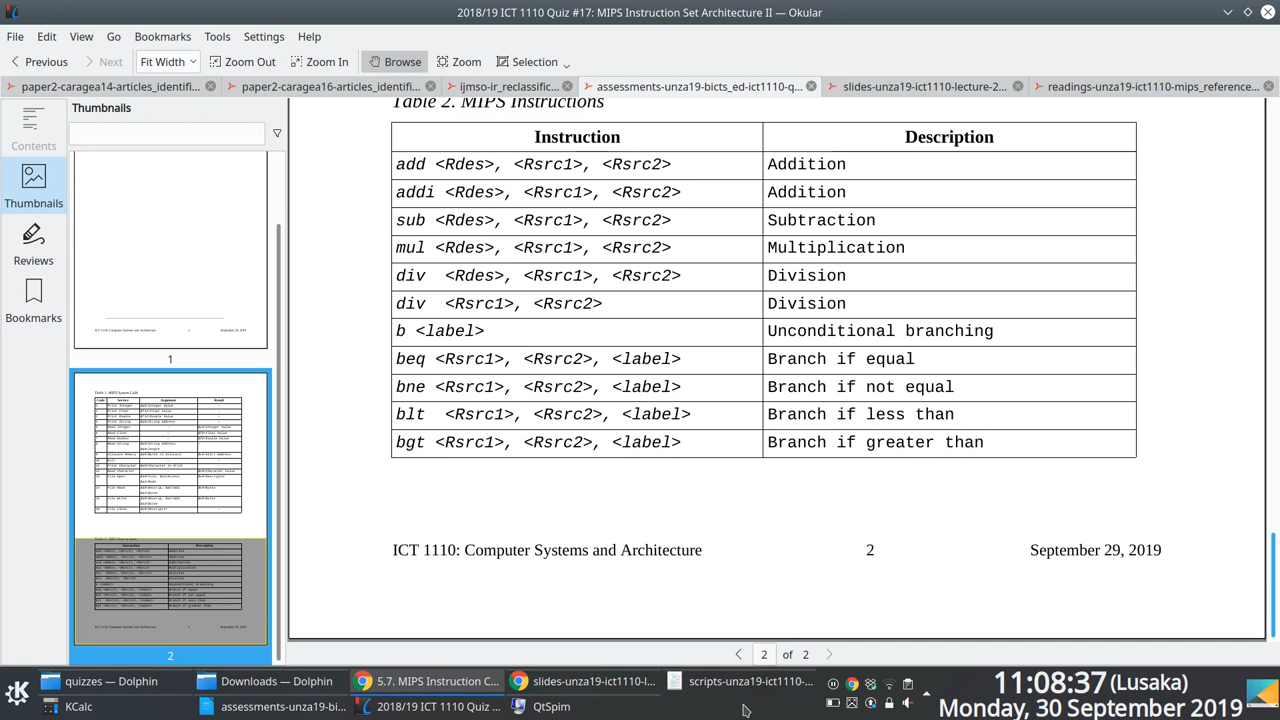 2018/19 ICT 1110 Quiz #17: MIPS Instruction Set Architecture II — Okular
File Edit View Go Bookmarks Tools Settings Help
Previous Next Fit Width Zoom Out Zoom In Browse Zoom Selection
paper2-caragea14-articles_identifi... paper2-caragea16-articles_identifi... ijmso-ir_reclassific... assessments-unza19-bicts_ed-ict1110-q... slides-unza19-ict1110-lecture-2... readings-unza19-ict1110-mips_reference...
Contents
Thumbnails
Reviews
Bookmarks
Thumbnails
1
2
Table 2. MIPS Instructions
Instruction Description
add <Rdes>, <Rsrc1>, <Rsrc2> Addition
addi <Rdes>, <Rsrc1>, <Rsrc2> Addition
sub <Rdes>, <Rsrc1>, <Rsrc2> Subtraction
mul <Rdes>, <Rsrc1>, <Rsrc2> Multiplication
div <Rdes>, <Rsrc1>, <Rsrc2> Division
div <Rsrc1>, <Rsrc2> Division
b <label> Unconditional branching
beq <Rsrc1>, <Rsrc2>, <label> Branch if equal
bne <Rsrc1>, <Rsrc2>, <label> Branch if not equal
blt <Rsrc1>, <Rsrc2>, <label> Branch if less than
bgt <Rsrc1>, <Rsrc2>, <label> Branch if greater than
ICT 1110: Computer Systems and Architecture 2 September 29, 2019
2 of 2
quizzes — Dolphin Downloads — Dolphin 5.7. MIPS Instruction C... slides-unza19-ict1110-l... scripts-unza19-ict1110-...
KCalc assessments-unza19-bi... 2018/19 ICT 1110 Quiz ... QtSpim
11:08:37 (Lusaka)
Monday, 30 September 2019